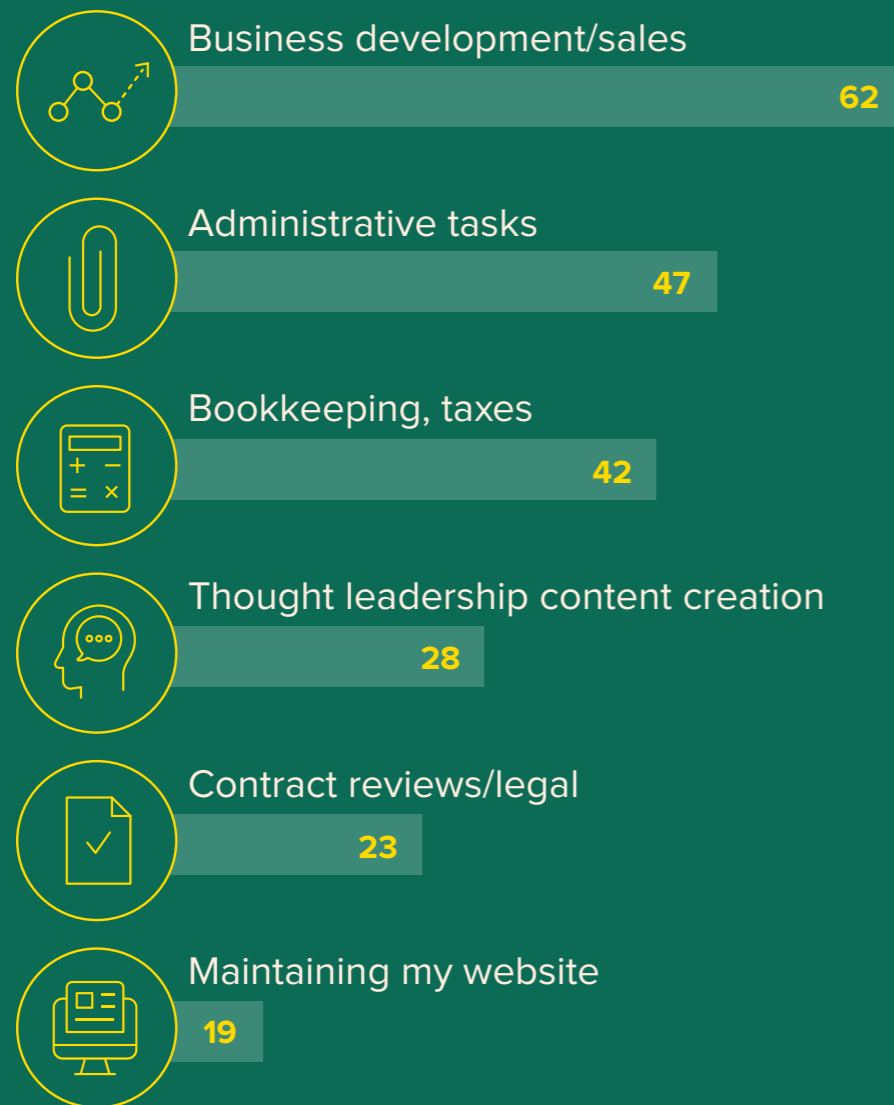 Business development/sales
62
Administrative tasks
47
Bookkeeping, taxes
42
Thought leadership content creation
28
Contract reviews/legal
23
Maintaining my website
19